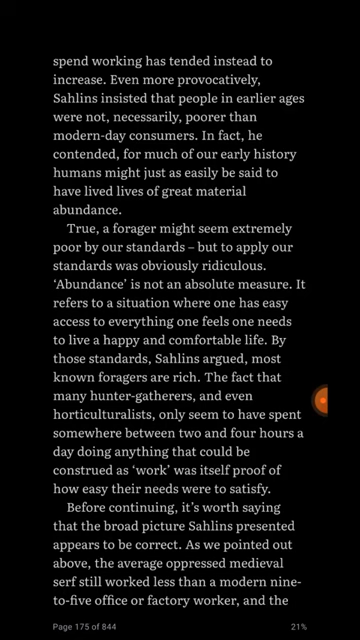 spend working has tended instead to
increase. Even more provocatively,
Sahlins insisted that people in earlier ages
were not, necessarily, poorer than
modern-day consumers. In fact, he
contended, for much of our early history
humans might just as easily be said to
have lived lives of great material
abundance.
True, a forager might seem extremely
poor by our standards – but to apply our
standards was obviously ridiculous.
‘Abundance’ is not an absolute measure. It
refers to a situation where one has easy
access to everything one feels one needs
to live a happy and comfortable life. By
those standards, Sahlins argued, most
known foragers are rich. The fact that
many hunter-gatherers, and even
horticulturalists, only seem to have spent
somewhere between two and four hours a
day doing anything that could be
construed as ‘work’ was itself proof of
how easy their needs were to satisfy.
Before continuing, it’s worth saying
that the broad picture Sahlins presented
appears to be correct. As we pointed out
above, the average oppressed medieval
serf still worked less than a modern nine-
to-five office or factory worker, and the
Page 175 of 844 21%